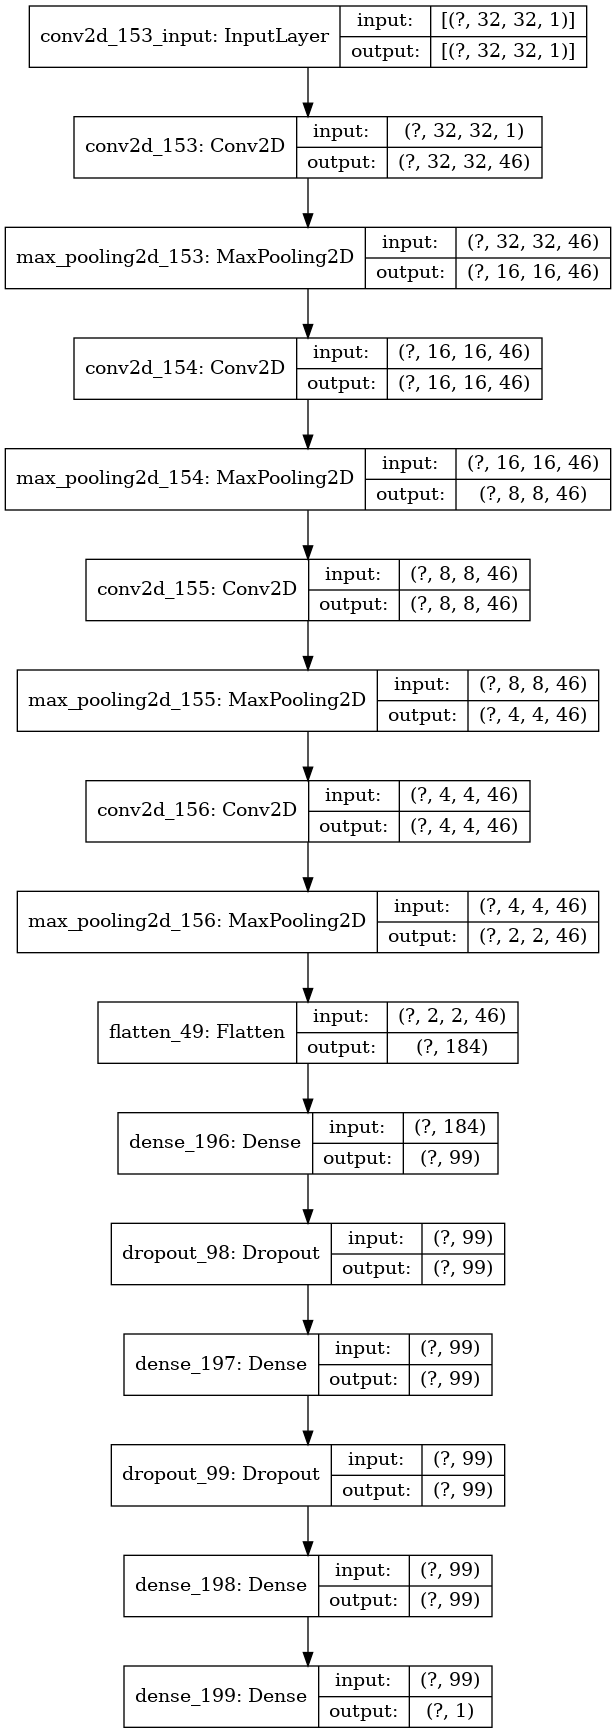 conv2d_153_input: InputLayer
input: [(?, 32, 32, 1)]
output: [(?, 32, 32, 1)]
conv2d_153: Conv2D
input: (?, 32, 32, 1)
output: (?, 32, 32, 46)
max_pooling2d_153: MaxPooling2D
input: (?, 32, 32, 46)
output: (?, 16, 16, 46)
conv2d_154: Conv2D
input: (?, 16, 16, 46)
output: (?, 16, 16, 46)
max_pooling2d_154: MaxPooling2D
input: (?, 16, 16, 46)
output: (?, 8, 8, 46)
conv2d_155: Conv2D
input: (?, 8, 8, 46)
output: (?, 8, 8, 46)
max_pooling2d_155: MaxPooling2D
input: (?, 8, 8, 46)
output: (?, 4, 4, 46)
conv2d_156: Conv2D
input: (?, 4, 4, 46)
output: (?, 4, 4, 46)
max_pooling2d_156: MaxPooling2D
input: (?, 4, 4, 46)
output: (?, 2, 2, 46)
flatten_49: Flatten
input: (?, 2, 2, 46)
output: (?, 184)
dense_196: Dense
input: (?, 184)
output: (?, 99)
dropout_98: Dropout
input: (?, 99)
output: (?, 99)
dense_197: Dense
input: (?, 99)
output: (?, 99)
dropout_99: Dropout
input: (?, 99)
output: (?, 99)
dense_198: Dense
input: (?, 99)
output: (?, 99)
dense_199: Dense
input: (?, 99)
output: (?, 1)